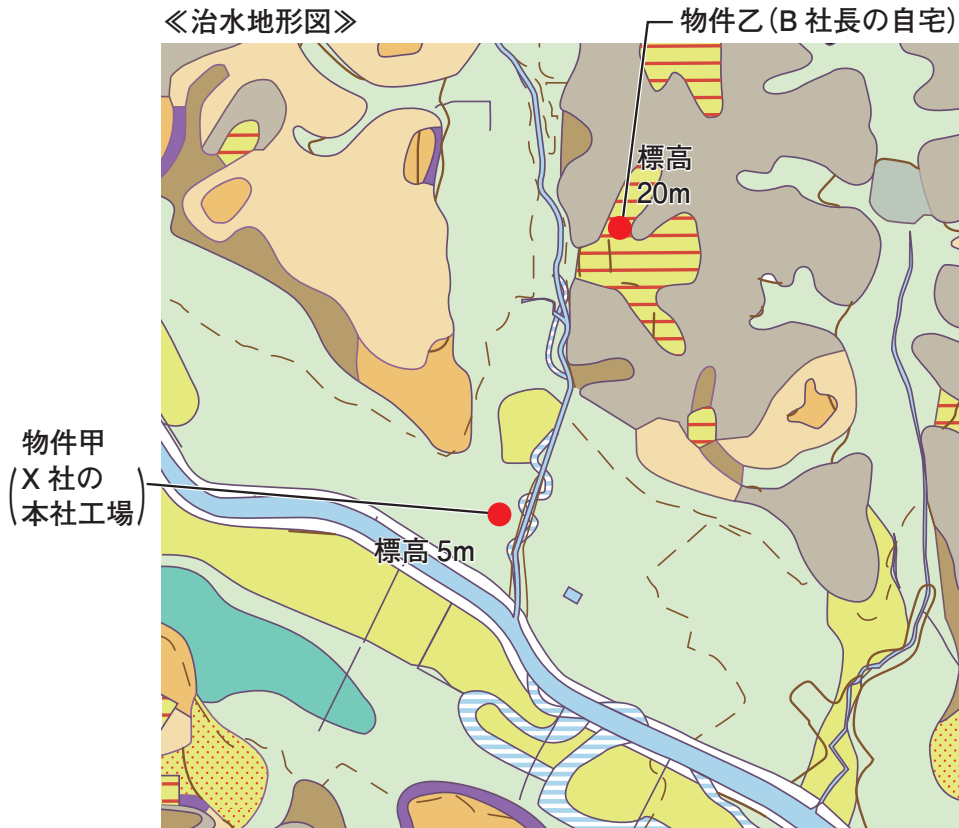 ≪治水地形図≫
物件乙(B 社長の自宅)
標高
20m
物件甲
(X 社の
本社工場)
標高 5m